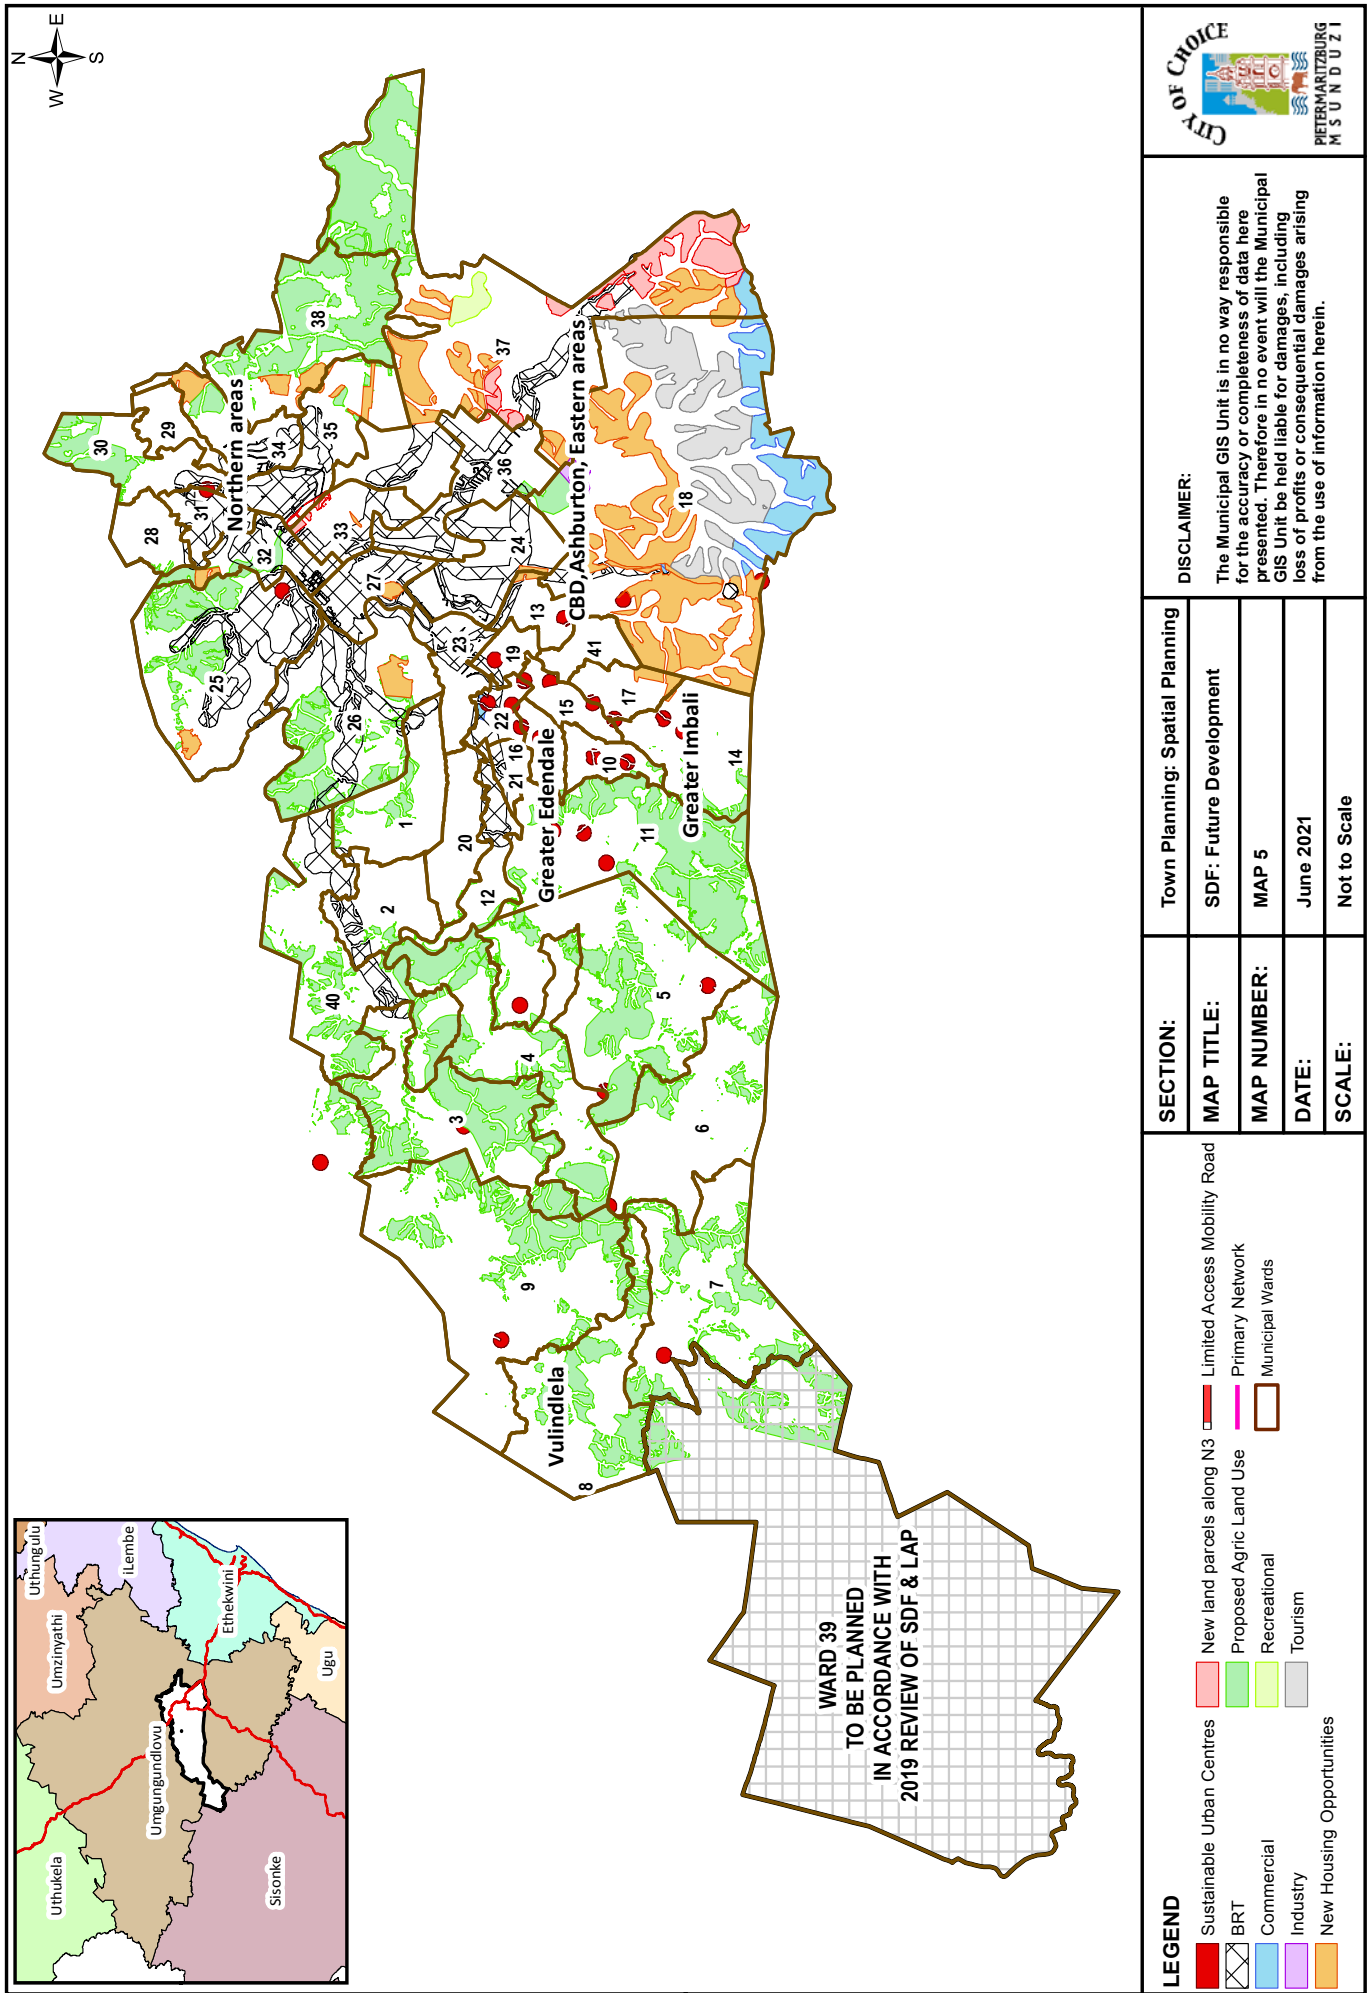 N
E
W
S
Uthungulu
iLembe
Umzinyathi
Ethekwini
Ugu
Umgungundlovu
Uthukela
Sisonke
30
29
28
31
34
35
38
Northern areas
32
33
25
26
27
37
36
24
CBD,Ashburton, Eastern areas
18
13
23
19
41
22
15
17
16
21
10
Greater Edendale
Greater Imbali
14
1
20
11
2
12
40
5
4
3
6
9
7
Vulindlela
8
WARD 39
TO BE PLANNED
IN ACCORDANCE WITH
2019 REVIEW OF SDF & LAP
LEGEND
Sustainable Urban Centres
BRT
Commercial
Industry
New Housing Opportunities
New land parcels along N3
Proposed Agric Land Use
Recreational
Tourism
Limited Access Mobility Road
Primary Network
Municipal Wards
SECTION:
Town Planning: Spatial Planning
MAP TITLE:
SDF: Future Development
MAP NUMBER:
MAP 5
DATE:
June 2021
SCALE:
Not to Scale
DISCLAIMER:
The Municipal GIS Unit is in no way responsible
for the accuracy or completeness of data here
presented. Therefore in no event will the Municipal
GIS Unit be held liable for damages, including
loss of profits or consequential damages arising
from the use of information herein.
CITY OF CHOICE
PIETERMARITZBURG
MSUNDUZI